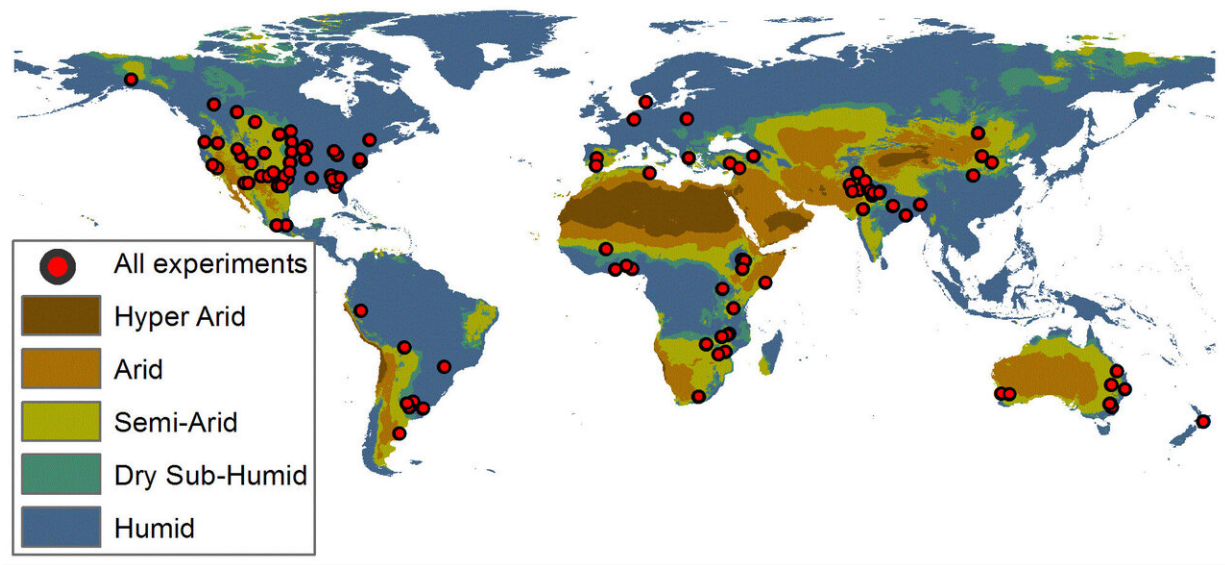 All experiments
Hyper Arid
Arid
Semi-Arid
Dry Sub-Humid
Humid